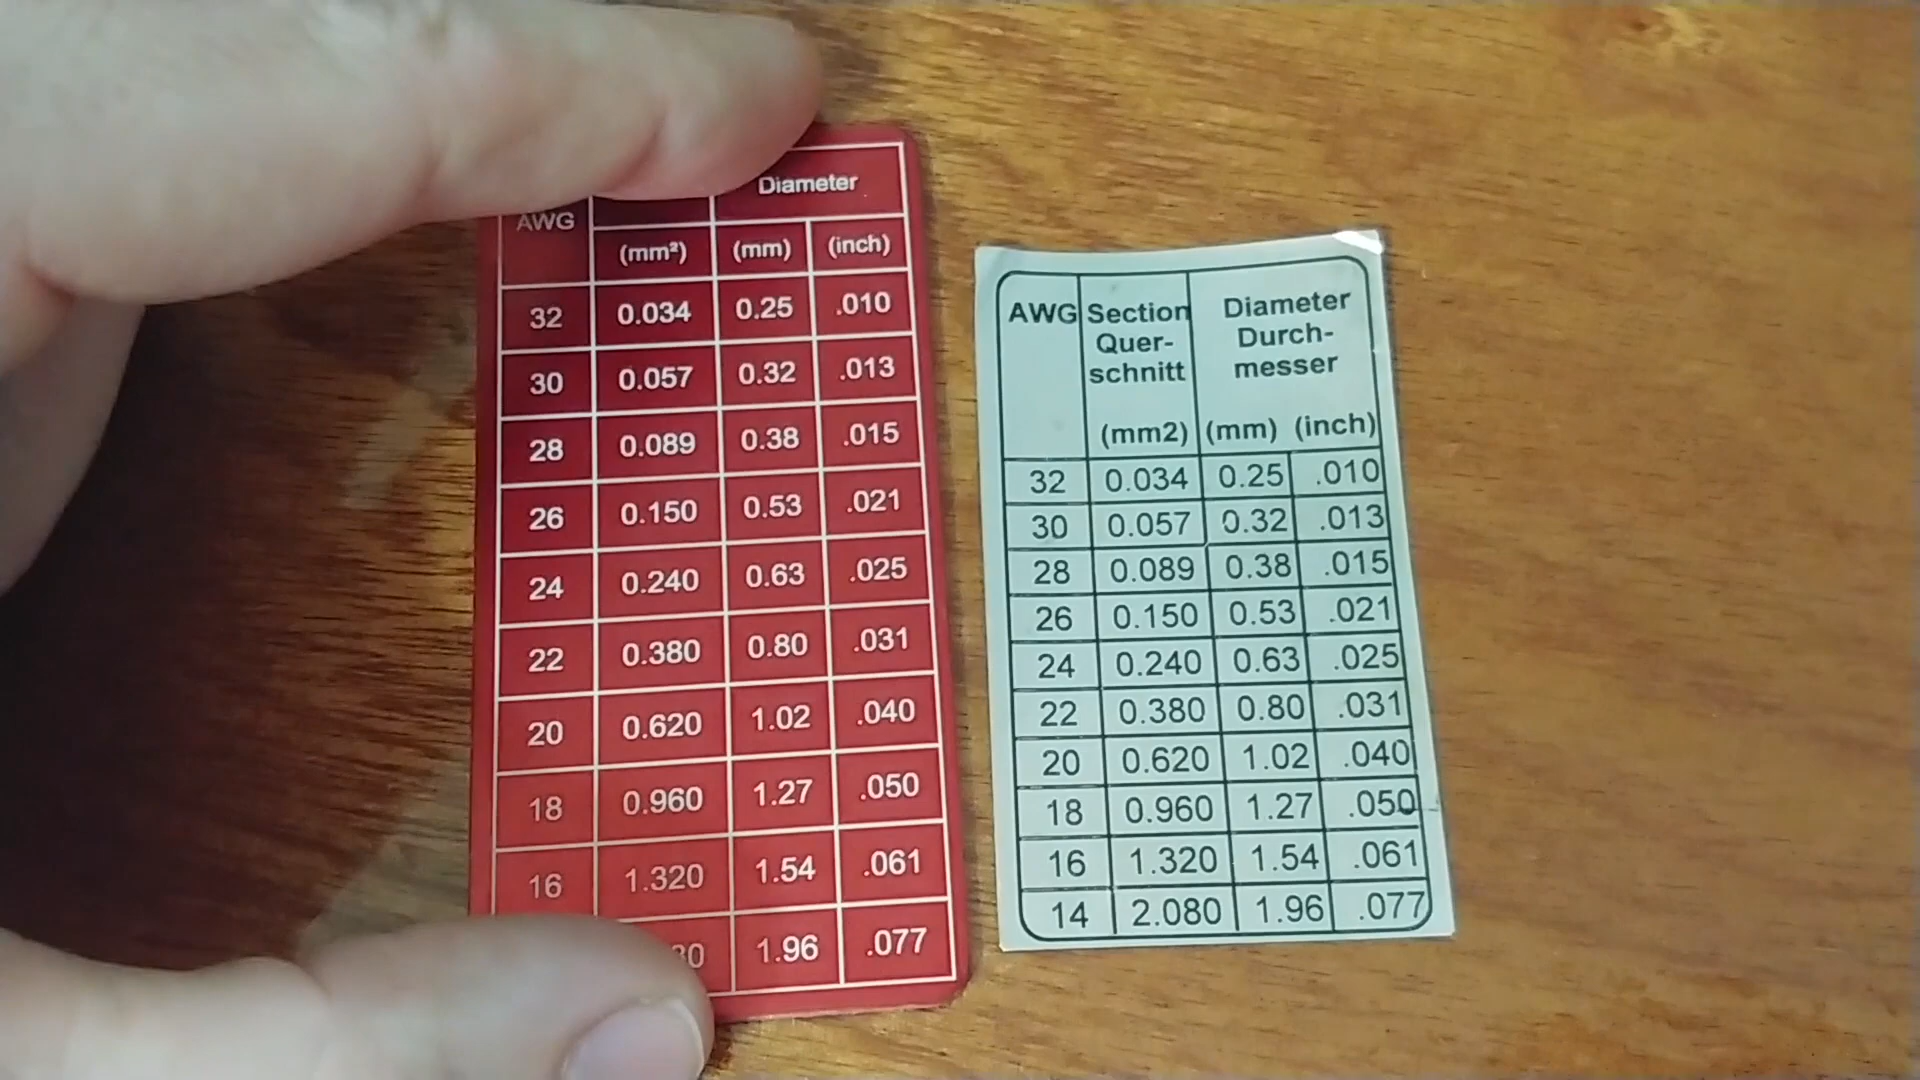 Diameter
AWG
(mm²) (mm) (inch)
32 0.034 0.25 .010
30 0.057 0.32 .013
28 0.089 0.38 .015
26 0.150 0.53 .021
24 0.240 0.63 .025
22 0.380 0.80 .031
20 0.620 1.02 .040
18 0.960 1.27 .050
16 1.320 1.54 .061
1.96 .077
AWG Section Diameter
Quer- Durch-
schnitt messer
(mm2) (mm) (inch)
32 0.034 0.25 .010
30 0.057 0.32 .013
28 0.089 0.38 .015
26 0.150 0.53 .021
24 0.240 0.63 .025
22 0.380 0.80 .031
20 0.620 1.02 .040
18 0.960 1.27 .050
16 1.320 1.54 .061
14 2.080 1.96 .077